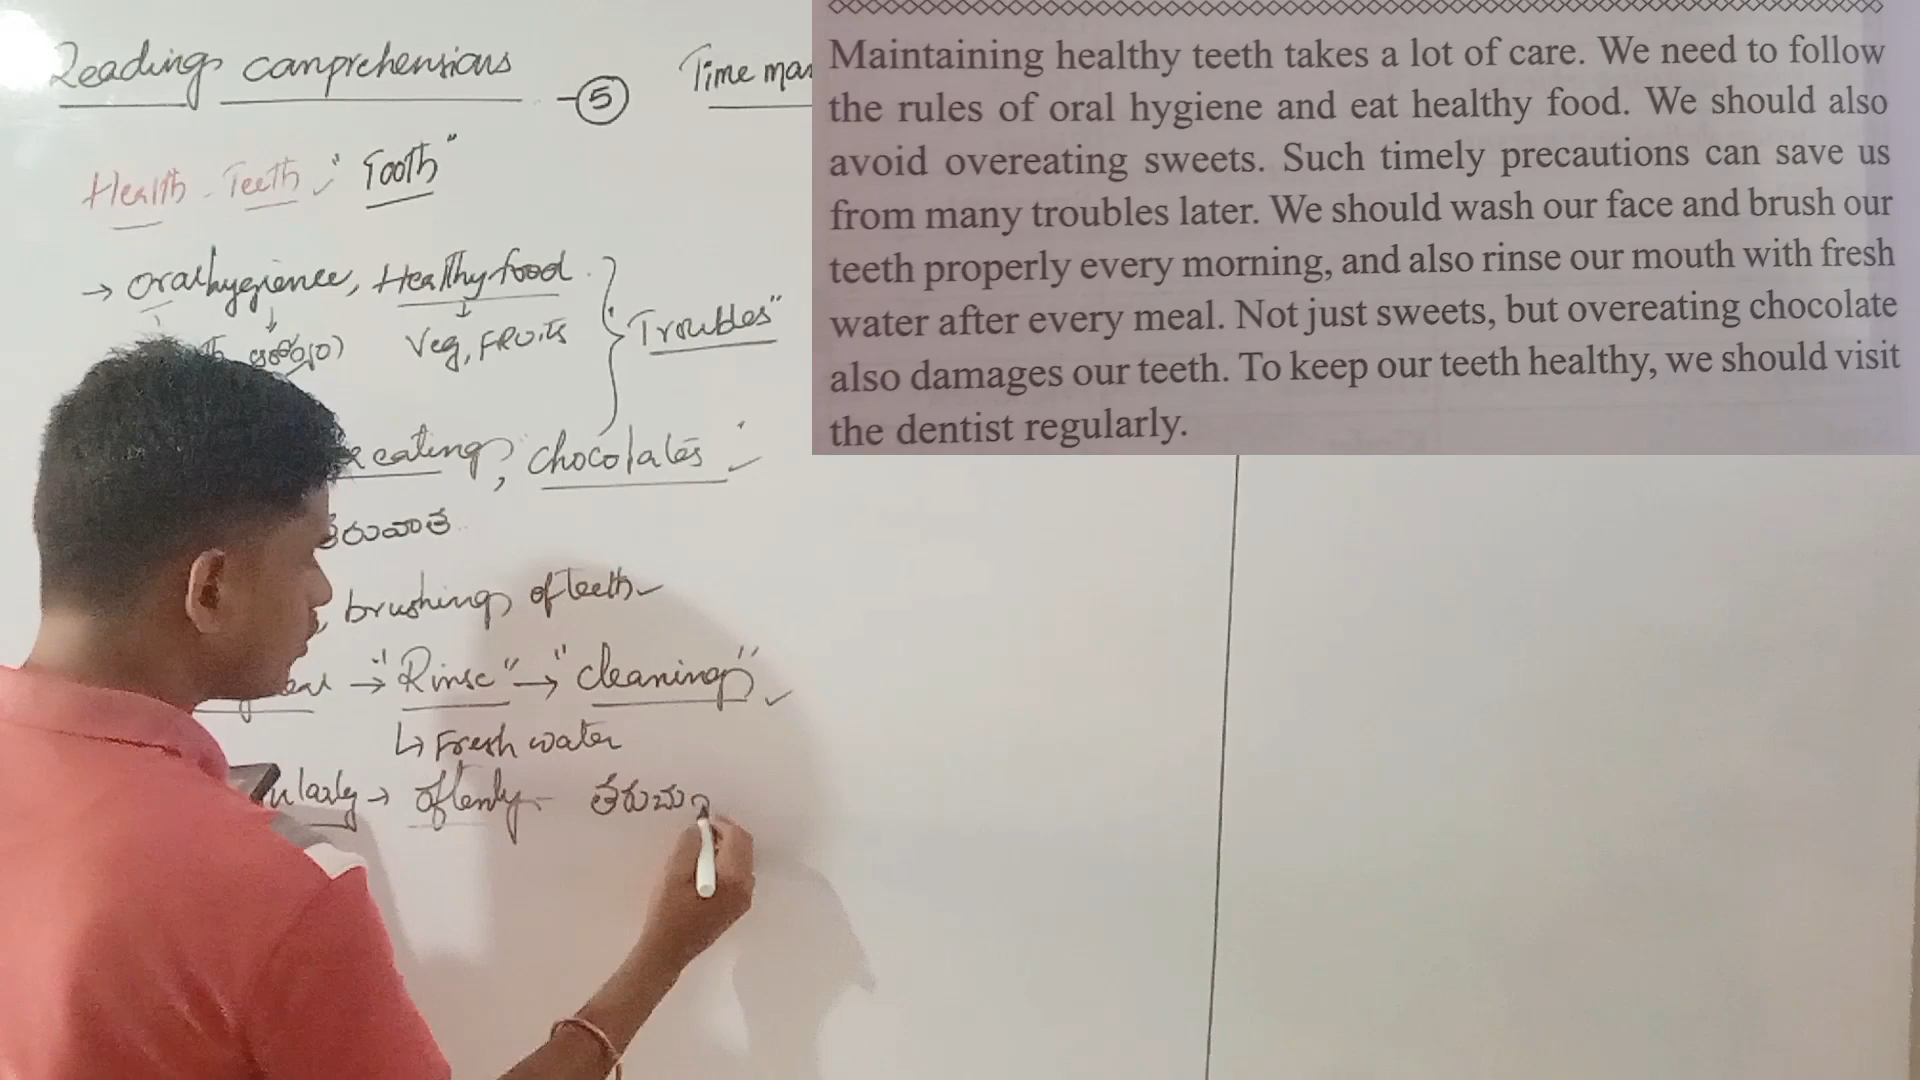 Reading comprehensions - 5 Time man
Health - Teeth "Tooth"
→ oralhygience, Healthy food
Veg, FRUITS
"Troubles"
eating, chocolates
తరువాత
brushing of teeth
→ "Rinse" → "cleaning"
↳ Fresh water
ularly → oftenly - తరుచు
Maintaining healthy teeth takes a lot of care. We need to follow
the rules of oral hygiene and eat healthy food. We should also
avoid overeating sweets. Such timely precautions can save us
from many troubles later. We should wash our face and brush our
teeth properly every morning, and also rinse our mouth with fresh
water after every meal. Not just sweets, but overeating chocolate
also damages our teeth. To keep our teeth healthy, we should visit
the dentist regularly.